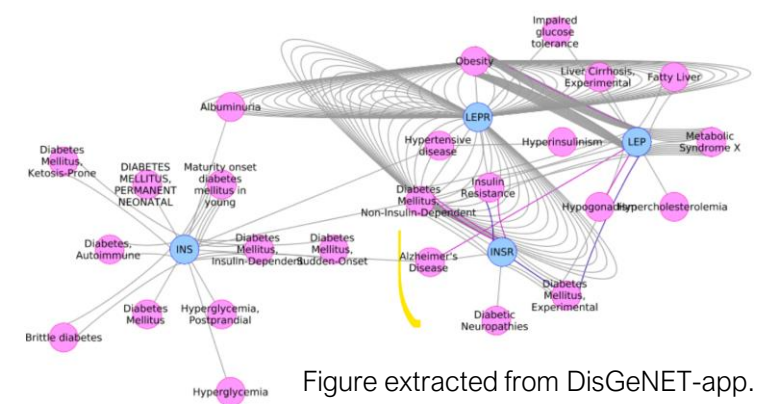 Impaired
glucose
tolerance
Obesity
Liver Cirrhosis,
Experimental
Fatty Liver
Albuminuria
LEPR
Hypertensive
disease
Hyperinsulinism
LEP
Metabolic
Syndrome X
Diabetes
Mellitus,
Ketosis-Prone
DIABETES
MELLITUS,
PERMANENT
NEONATAL
Maturity onset
diabetes
mellitus in
young
Diabetes
Mellitus,
Non-Insulin-Dependent
Insulin
Resistance
Hypogonadism
Hypercholesterolemia
Diabetes,
Autoimmune
INS
Diabetes
Mellitus,
Insulin-Dependent
Diabetes
Mellitus,
Sudden-Onset
Alzheimer's
Disease
INSR
Diabetes
Mellitus,
Experimental
Diabetes
Mellitus
Hyperglycemia,
Postprandial
Diabetic
Neuropathies
Brittle diabetes
Hyperglycemia
Figure extracted from DisGeNET-app.